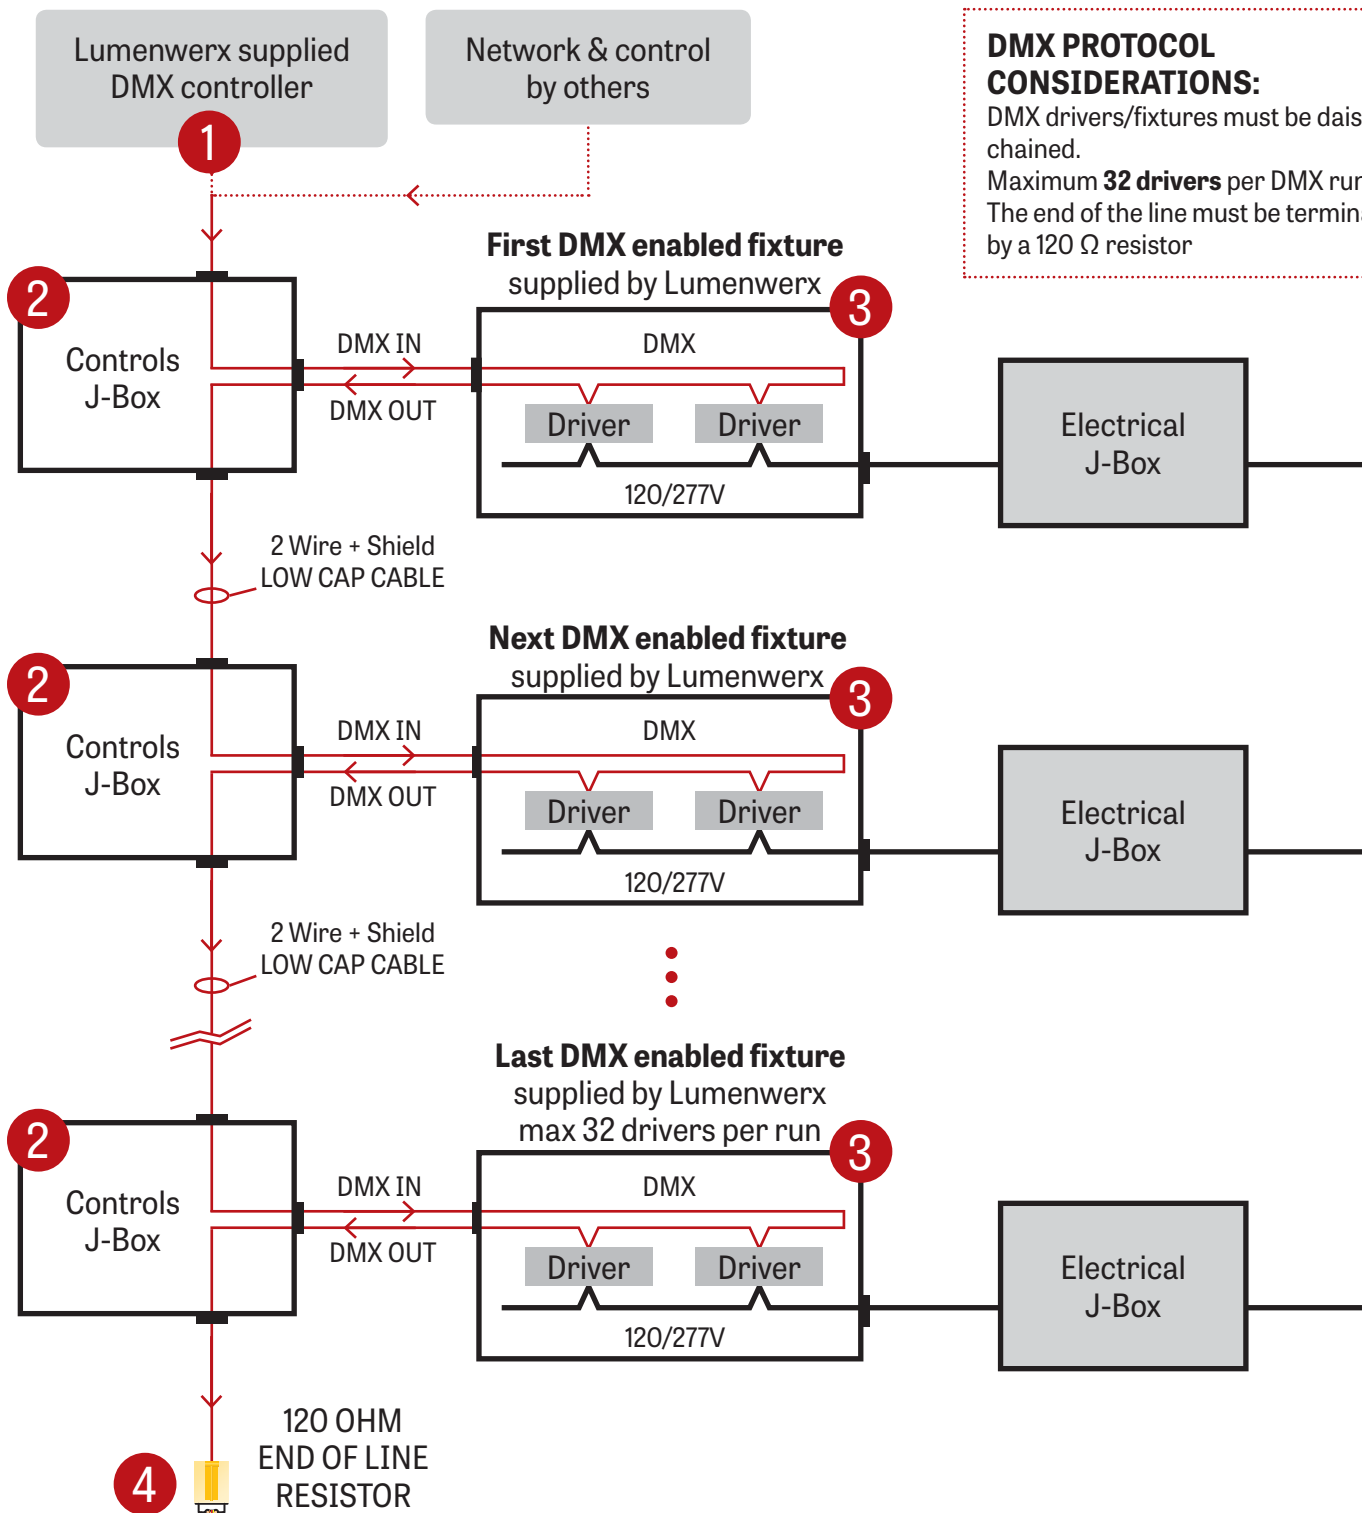 Lumenwerx supplied
DMX controller
1
Network & control
by others
DMX PROTOCOL
CONSIDERATIONS:
DMX drivers/fixtures must be dais
chained.
Maximum 32 drivers per DMX run
The end of the line must be termina
by a 120 Ω resistor
First DMX enabled fixture
supplied by Lumenwerx
2
Controls
J-Box
DMX IN
DMX OUT
3
DMX
Driver
Driver
120/277V
Electrical
J-Box
2 Wire + Shield
LOW CAP CABLE
Next DMX enabled fixture
supplied by Lumenwerx
2
Controls
J-Box
DMX IN
DMX OUT
3
DMX
Driver
Driver
120/277V
Electrical
J-Box
2 Wire + Shield
LOW CAP CABLE
Last DMX enabled fixture
supplied by Lumenwerx
max 32 drivers per run
2
Controls
J-Box
DMX IN
DMX OUT
3
DMX
Driver
Driver
120/277V
Electrical
J-Box
4
120 OHM
END OF LINE
RESISTOR